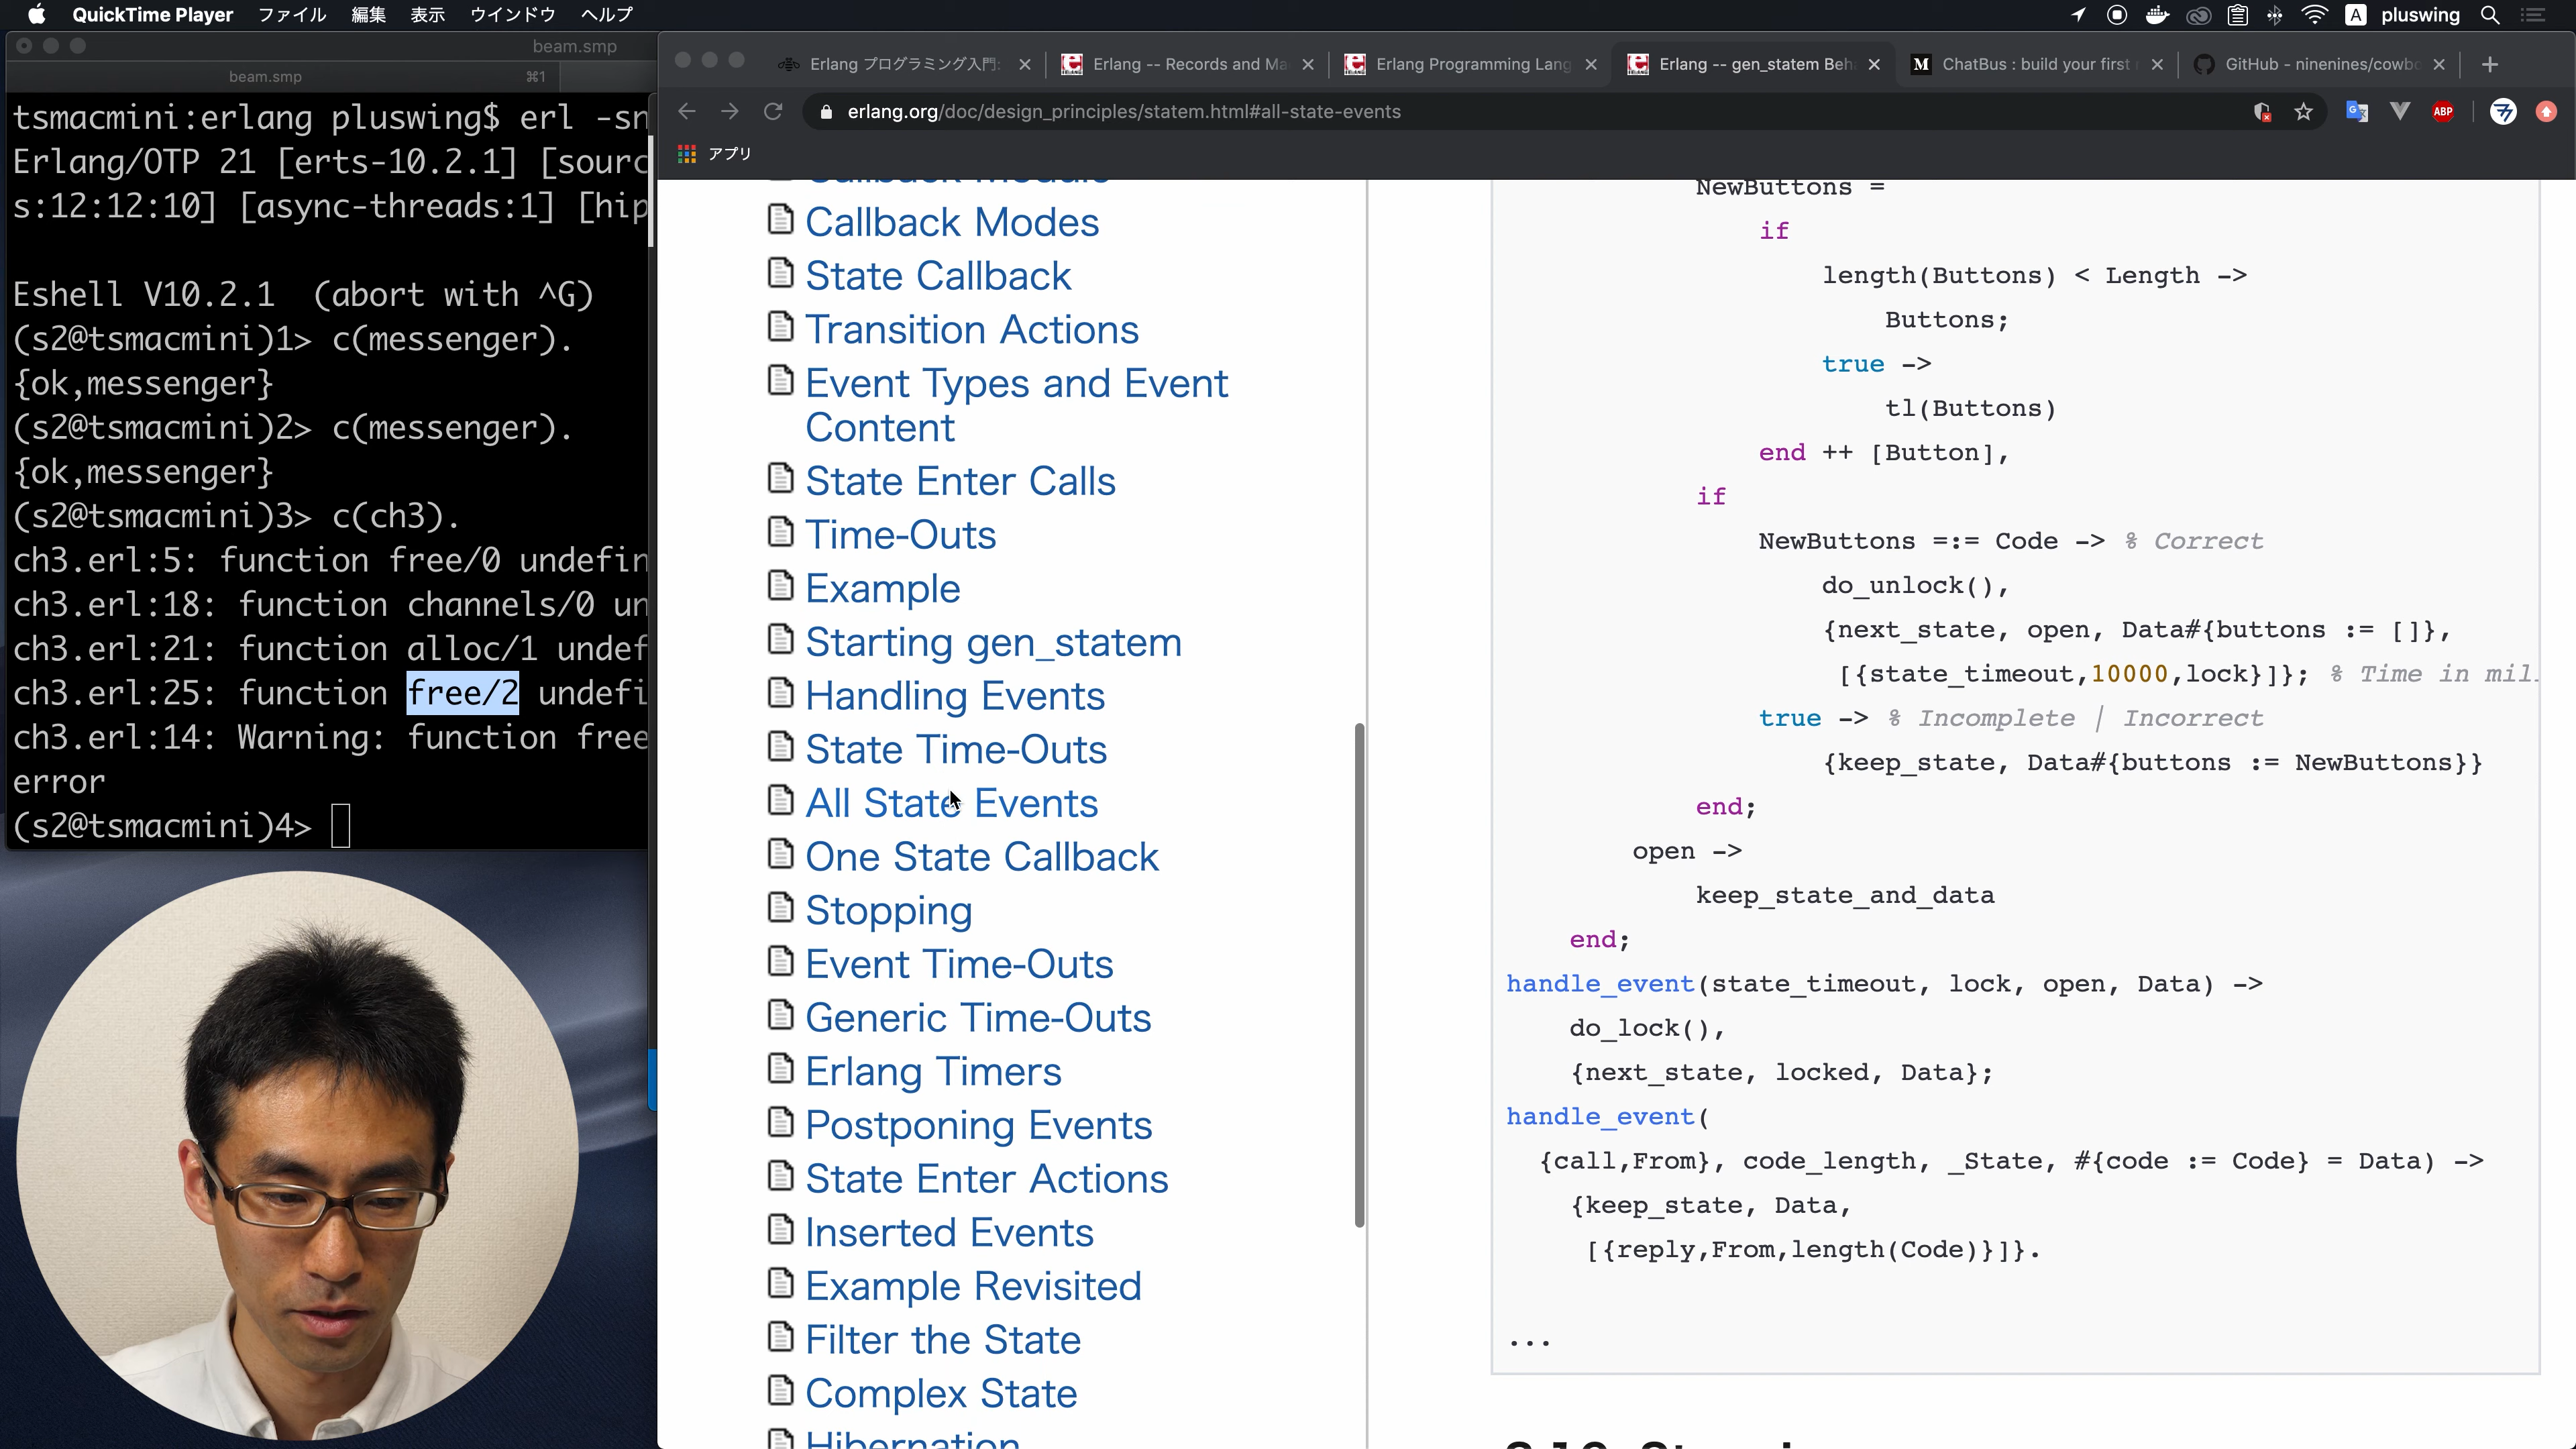 QuickTime Player ファイル 編集 表示 ウインドウ ヘルプ
A pluswing
beam.smp
beam.smp ⌘1
tsmacmini:erlang pluswing$ erl -sn
Erlang/OTP 21 [erts-10.2.1] [sourc
s:12:12:10] [async-threads:1] [hip
Eshell V10.2.1 (abort with ^G)
(s2@tsmacmini)1> c(messenger).
{ok,messenger}
(s2@tsmacmini)2> c(messenger).
{ok,messenger}
(s2@tsmacmini)3> c(ch3).
ch3.erl:5: function free/0 undefin
ch3.erl:18: function channels/0 un
ch3.erl:21: function alloc/1 undef
ch3.erl:25: function free/2 undefi
ch3.erl:14: Warning: function free
error
(s2@tsmacmini)4>
Erlang プログラミング入門:
Erlang -- Records and Ma
Erlang Programming Lang
Erlang -- gen_statem Beh
M ChatBus : build your first
GitHub - ninenines/cowbo
erlang.org/doc/design_principles/statem.html#all-state-events
ABP
アプリ
Callback Module
Callback Modes
State Callback
Transition Actions
Event Types and Event
Content
State Enter Calls
Time-Outs
Example
Starting gen_statem
Handling Events
State Time-Outs
All State Events
One State Callback
Stopping
Event Time-Outs
Generic Time-Outs
Erlang Timers
Postponing Events
State Enter Actions
Inserted Events
Example Revisited
Filter the State
Complex State
Hibernation
NewButtons =
if
length(Buttons) < Length ->
Buttons;
true ->
tl(Buttons)
end ++ [Button],
if
NewButtons =:= Code -> % Correct
do_unlock(),
{next_state, open, Data#{buttons := []},
[{state_timeout,10000,lock}]}; % Time in mil
true -> % Incomplete | Incorrect
{keep_state, Data#{buttons := NewButtons}}
end;
open ->
keep_state_and_data
end;
handle_event(state_timeout, lock, open, Data) ->
do_lock(),
{next_state, locked, Data};
handle_event(
{call,From}, code_length, _State, #{code := Code} = Data) ->
{keep_state, Data,
[{reply,From,length(Code)}]}.
...